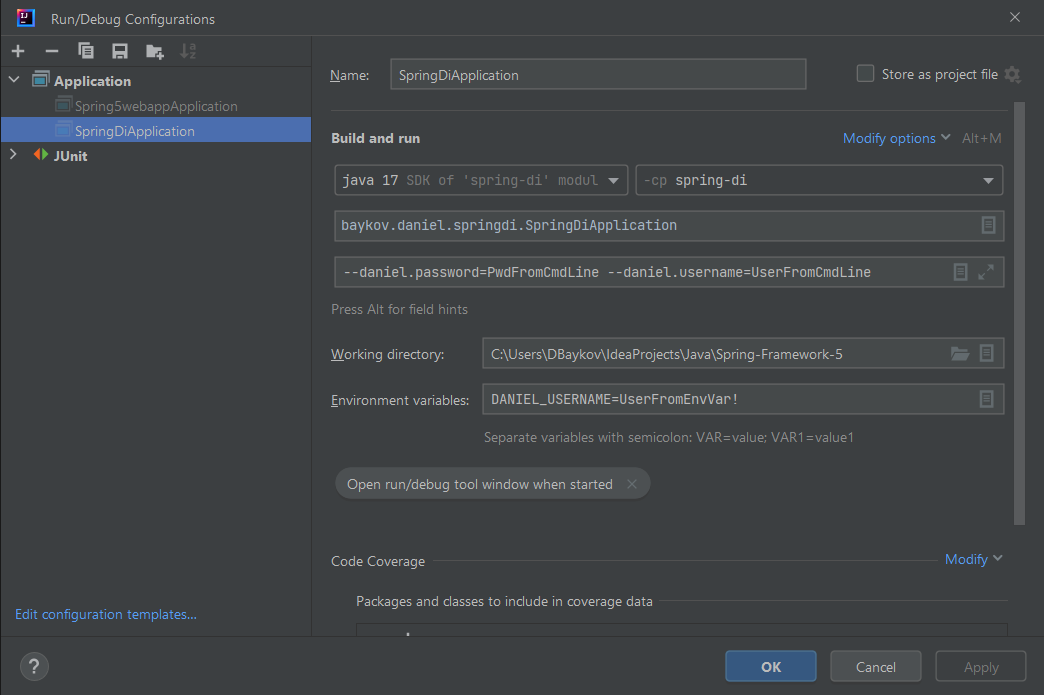 Run/Debug Configurations
Application
Spring5webappApplication
SpringDiApplication
JUnit
Edit configuration templates...
Name: SpringDiApplication Store as project file
Build and run Modify options Alt+M
java 17 SDK of 'spring-di' modul -cp spring-di
baykov.daniel.springdi.SpringDiApplication
--daniel.password=PwdFromCmdLine --daniel.username=UserFromCmdLine
Press Alt for field hints
Working directory: C:\Users\DBaykov\IdeaProjects\Java\Spring-Framework-5
Environment variables: DANIEL_USERNAME=UserFromEnvVar!
Separate variables with semicolon: VAR=value; VAR1=value1
Open run/debug tool window when started
Code Coverage Modify
Packages and classes to include in coverage data
? OK Cancel Apply